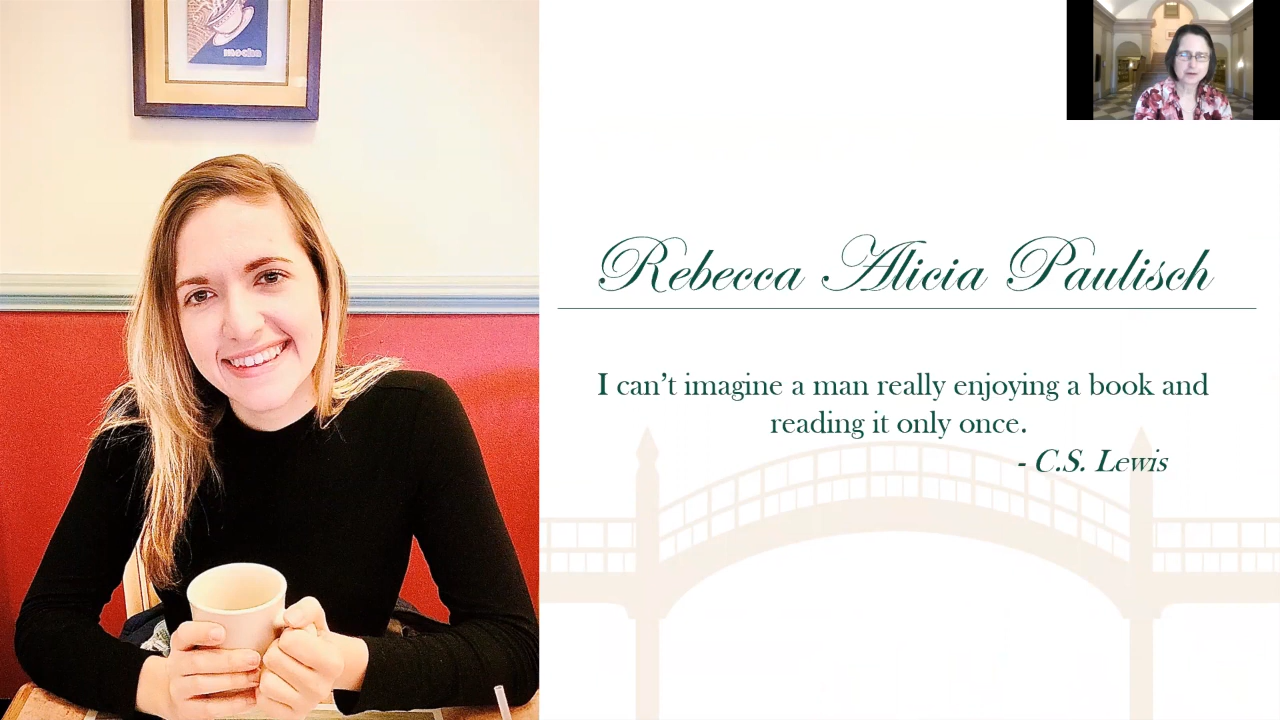 mocha
Rebecca Alicia Paulisch
I can’t imagine a man really enjoying a book and
reading it only once.
- C.S. Lewis